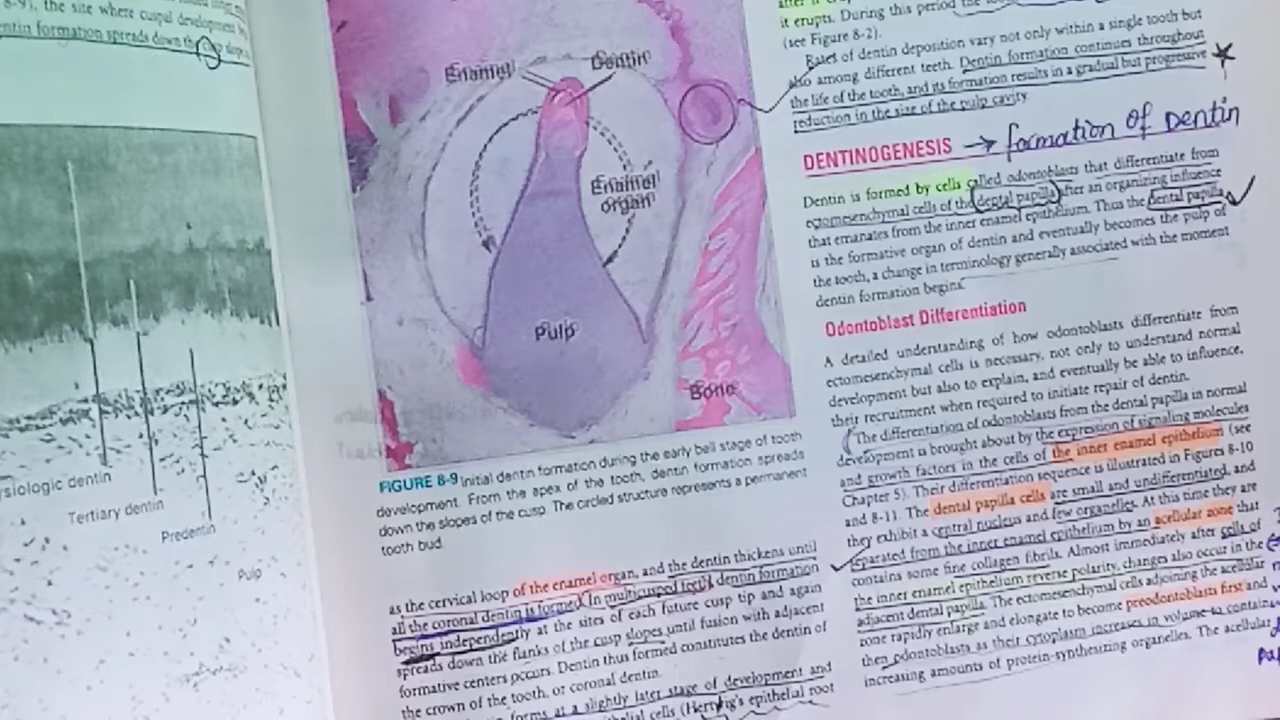 8-9), the site where cuspal development
dentin formation spreads down the cusp slope
Physiologic dentin
Tertiary dentin
Predentin
Pulp
Enamel
Dentin
Enamel
organ
Pulp
Bone
FIGURE 8-9 Initial dentin formation during the early bell stage of tooth
development. From the apex of the tooth, dentin formation spreads
down the slopes of the cusp. The circled structure represents a permanent
tooth bud.
as the cervical loop of the enamel organ, and the dentin thickens until
all the coronal dentin is formed. In multicusped teeth, dentin formation
begins independently at the sites of each future cusp tip and again
spreads down the flanks of the cusp slopes until fusion with adjacent
formative centers occurs. Dentin thus formed constitutes the dentin of
the crown of the tooth, or coronal dentin.
forms at a slightly later stage of development and
epithelial cells (Hertwig's epithelial root
it erupts. During this period the
(see Figure 8-2).
Rates of dentin deposition vary not only within a single tooth but
also among different teeth. Dentin formation continues throughout
the life of the tooth, and its formation results in a gradual but progressive
reduction in the size of the pulp cavity.
DENTINOGENESIS → formation of Dentin
Dentin is formed by cells called odontoblasts that differentiate from
ectomesenchymal cells of the dental papilla after an organizing influence
that emanates from the inner enamel epithelium. Thus the dental papilla
is the formative organ of dentin and eventually becomes the pulp of
the tooth, a change in terminology generally associated with the moment
dentin formation begins.
Odontoblast Differentiation
A detailed understanding of how odontoblasts differentiate from
ectomesenchymal cells is necessary, not only to understand normal
development but also to explain, and eventually be able to influence,
their recruitment when required to initiate repair of dentin.
The differentiation of odontoblasts from the dental papilla in normal
development is brought about by the expression of signaling molecules
and growth factors in the cells of the inner enamel epithelium (see
Chapter 5). Their differentiation sequence is illustrated in Figures 8-10
and 8-11. The dental papilla cells are small and undifferentiated, and
they exhibit a central nucleus and few organelles. At this time they are
separated from the inner enamel epithelium by an acellular zone that
contains some fine collagen fibrils. Almost immediately after cells of
the inner enamel epithelium reverse polarity, changes also occur in the
adjacent dental papilla. The ectomesenchymal cells adjoining the acellular
zone rapidly enlarge and elongate to become preodontoblasts first and
then odontoblasts as their cytoplasm increases in volume to contain
increasing amounts of protein-synthesizing organelles. The acellular